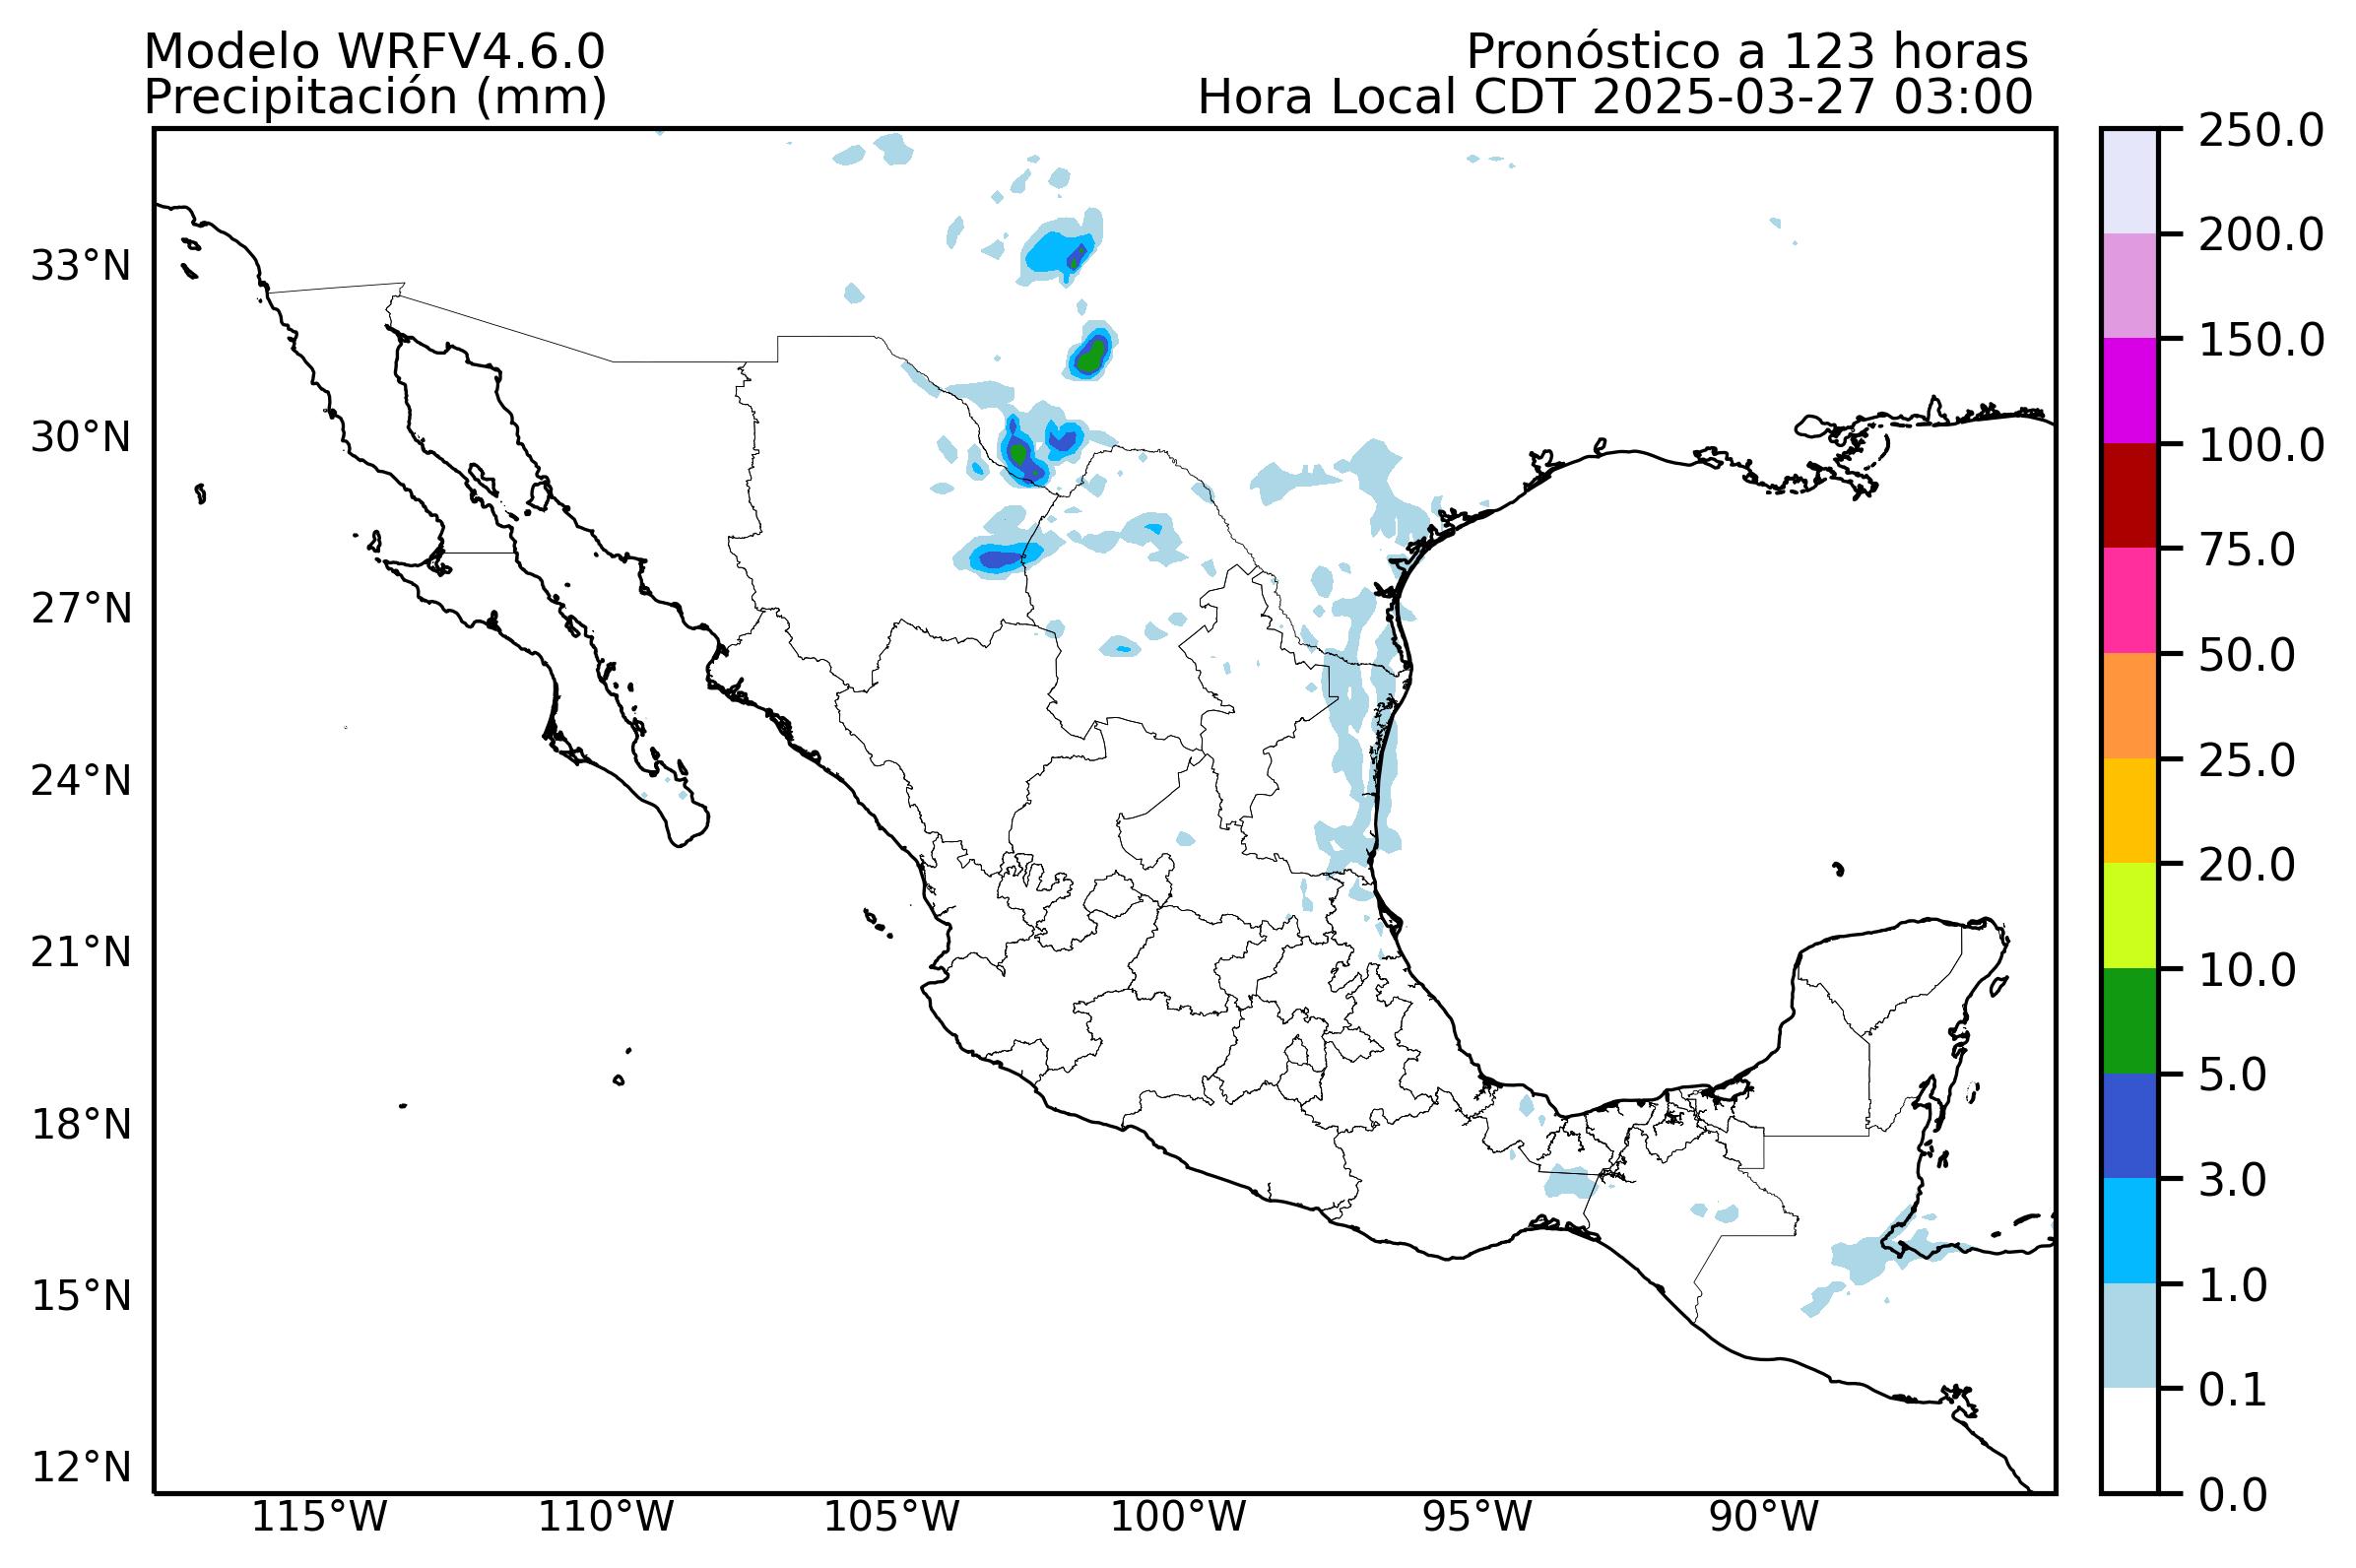 Modelo WRFV4.6.0
Precipitación (mm)
Pronóstico a 123 horas
Hora Local CDT 2025-03-27 03:00
33°N
30°N
27°N
24°N
21°N
18°N
15°N
12°N
115°W
110°W
105°W
100°W
95°W
90°W
250.0
200.0
150.0
100.0
75.0
50.0
25.0
20.0
10.0
5.0
3.0
1.0
0.1
0.0